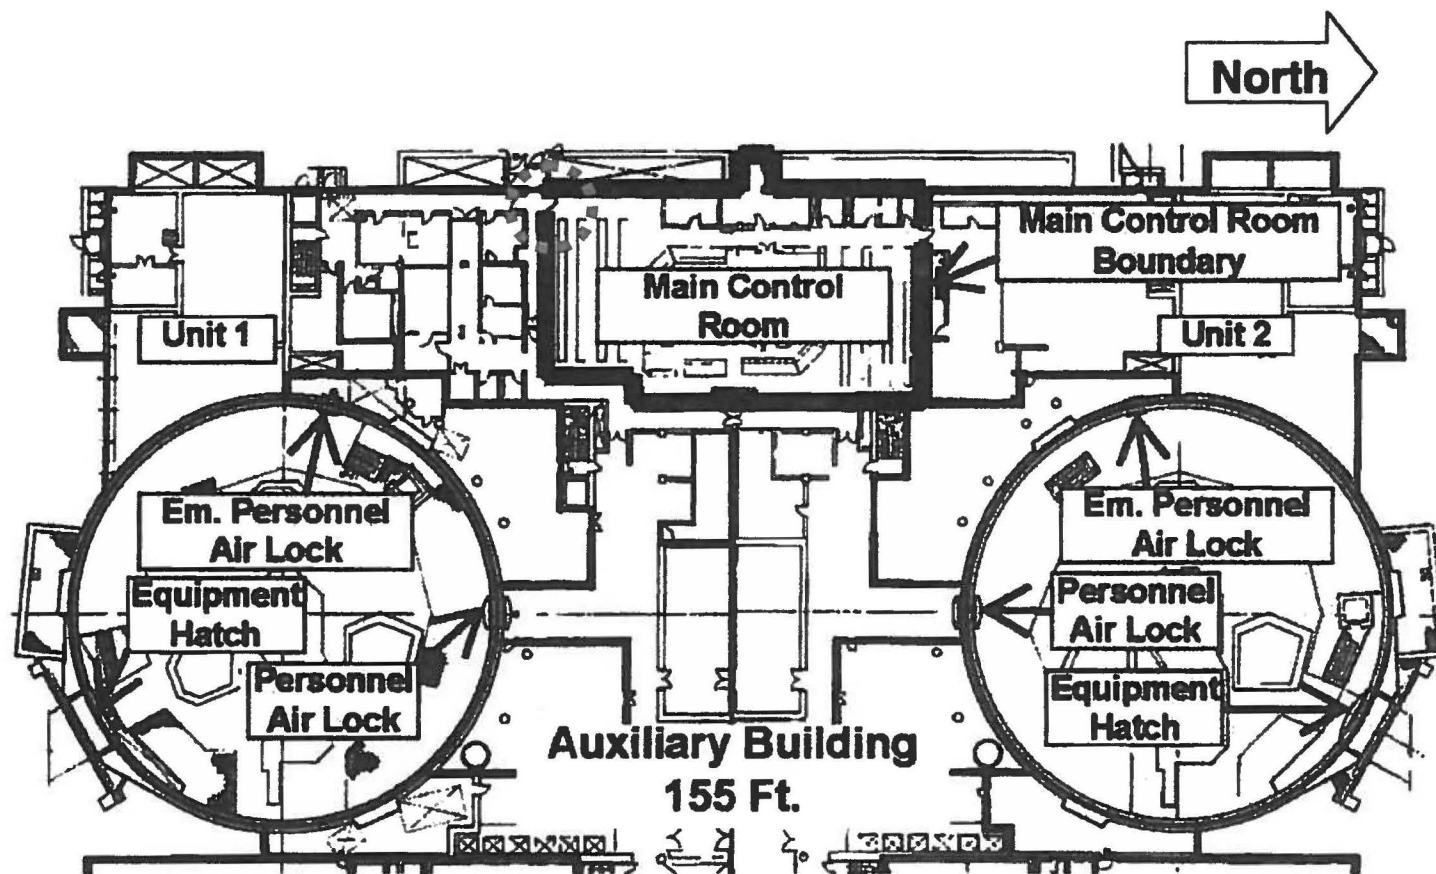 North
Main Control Room
Boundary
Main Control
Room
Unit 1
Unit 2
Em. Personnel
Air Lock
Em. Personnel
Air Lock
Equipment
Hatch
Personnel
Air Lock
Personnel
Air Lock
Equipment
Hatch
Auxiliary Building
155 Ft.